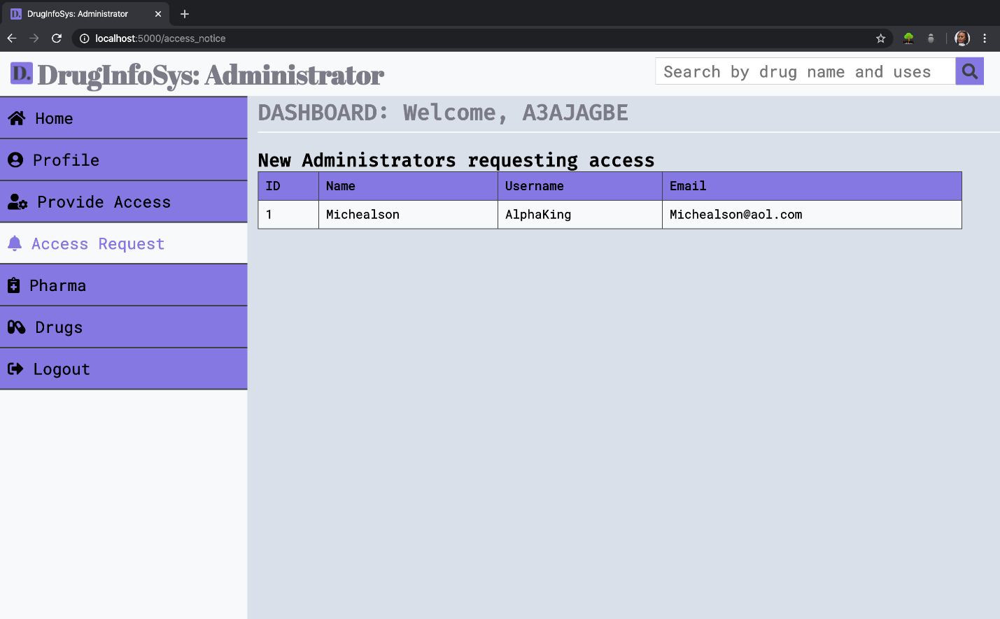 D. DrugInfoSys: Administrator
localhost:5000/access_notice
D. DrugInfoSys: Administrator
Search by drug name and uses
Home
Profile
Provide Access
Access Request
Pharma
Drugs
Logout
DASHBOARD: Welcome, A3AJAGBE
New Administrators requesting access
ID Name Username Email
1 Michealson AlphaKing Michealson@aol.com